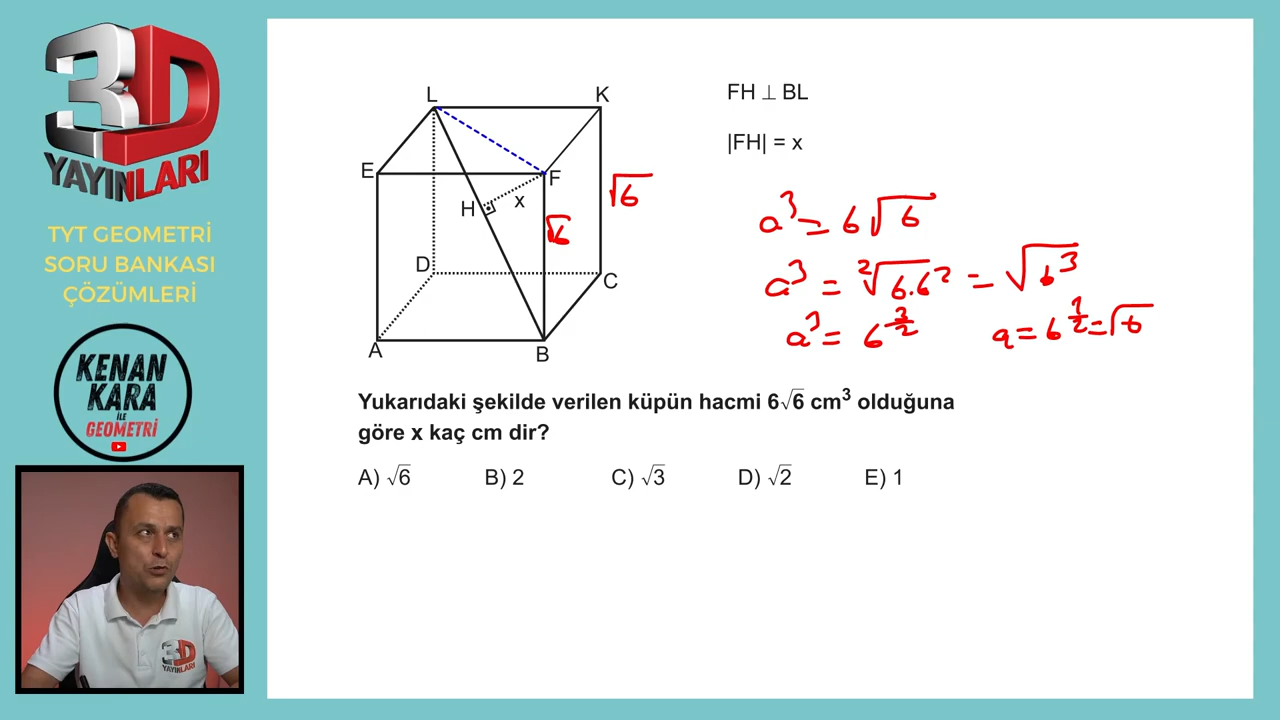 3D
YAYINLARI
TYT GEOMETRİ
SORU BANKASI
ÇÖZÜMLERİ
KENAN
KARA
İLE
GEOMETRİ
3D
YAYINLARI
L
K
E
F
H
x
D
C
A
B
√6
√6
FH ⊥ BL
|FH| = x
a³ = 6√6
a³ = ²√6.6² = √6³
a³ = 6^(3/2) a = 6^(1/2) = √6
Yukarıdaki şekilde verilen küpün hacmi 6√6 cm³ olduğuna
göre x kaç cm dir?
A) √6 B) 2 C) √3 D) √2 E) 1